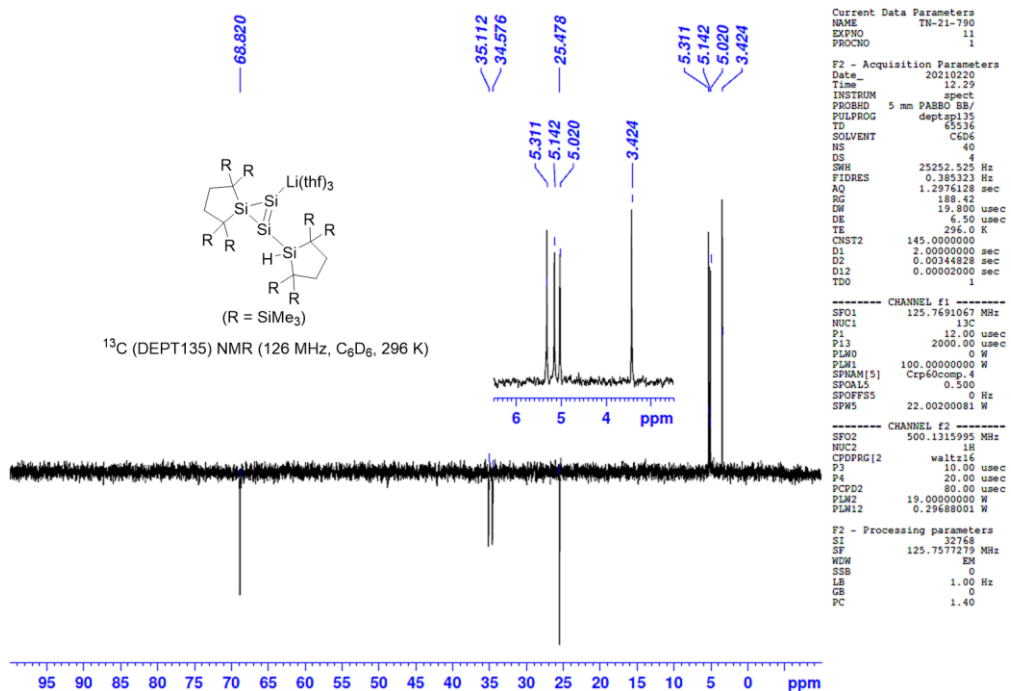 68.820
35.112
34.576
25.478
5.311
5.142
5.020
3.424
5.311
5.142
5.020
3.424
6 5 4 ppm
R R
Li(thf)3
Si Si
R R Si R R
H Si
R R
(R = SiMe3)
13C (DEPT135) NMR (126 MHz, C6D6, 296 K)
95 90 85 80 75 70 65 60 55 50 45 40 35 30 25 20 15 10 5 0 ppm
Current Data Parameters
NAME TN-21-790
EXPNO 11
PROCNO 1
F2 - Acquisition Parameters
Date_ 20210220
Time 12.29
INSTRUM spect
PROBHD 5 mm PABBO BB/
PULPROG deptsp135
TD 65536
SOLVENT C6D6
NS 40
DS 4
SWH 25252.525 Hz
FIDRES 0.385323 Hz
AQ 1.2976128 sec
RG 188.42
DW 19.800 usec
DE 6.50 usec
TE 296.0 K
CNST2 145.0000000
D1 2.00000000 sec
D2 0.00344828 sec
D12 0.00002000 sec
TD0 1
======== CHANNEL f1 ========
SFO1 125.7691067 MHz
NUC1 13C
P1 12.00 usec
P13 2000.00 usec
PLW0 0 W
PLW1 100.00000000 W
SPNAM[5] Crp60comp.4
SPOAL5 0.500
SPOFFS5 0 Hz
SPW5 22.00200081 W
======== CHANNEL f2 ========
SFO2 500.1315995 MHz
NUC2 1H
CPDPRG[2 waltz16
P3 10.00 usec
P4 20.00 usec
PCPD2 80.00 usec
PLW2 19.00000000 W
PLW12 0.29688001 W
F2 - Processing parameters
SI 32768
SF 125.7577279 MHz
WDW EM
SSB 0
LB 1.00 Hz
GB 0
PC 1.40